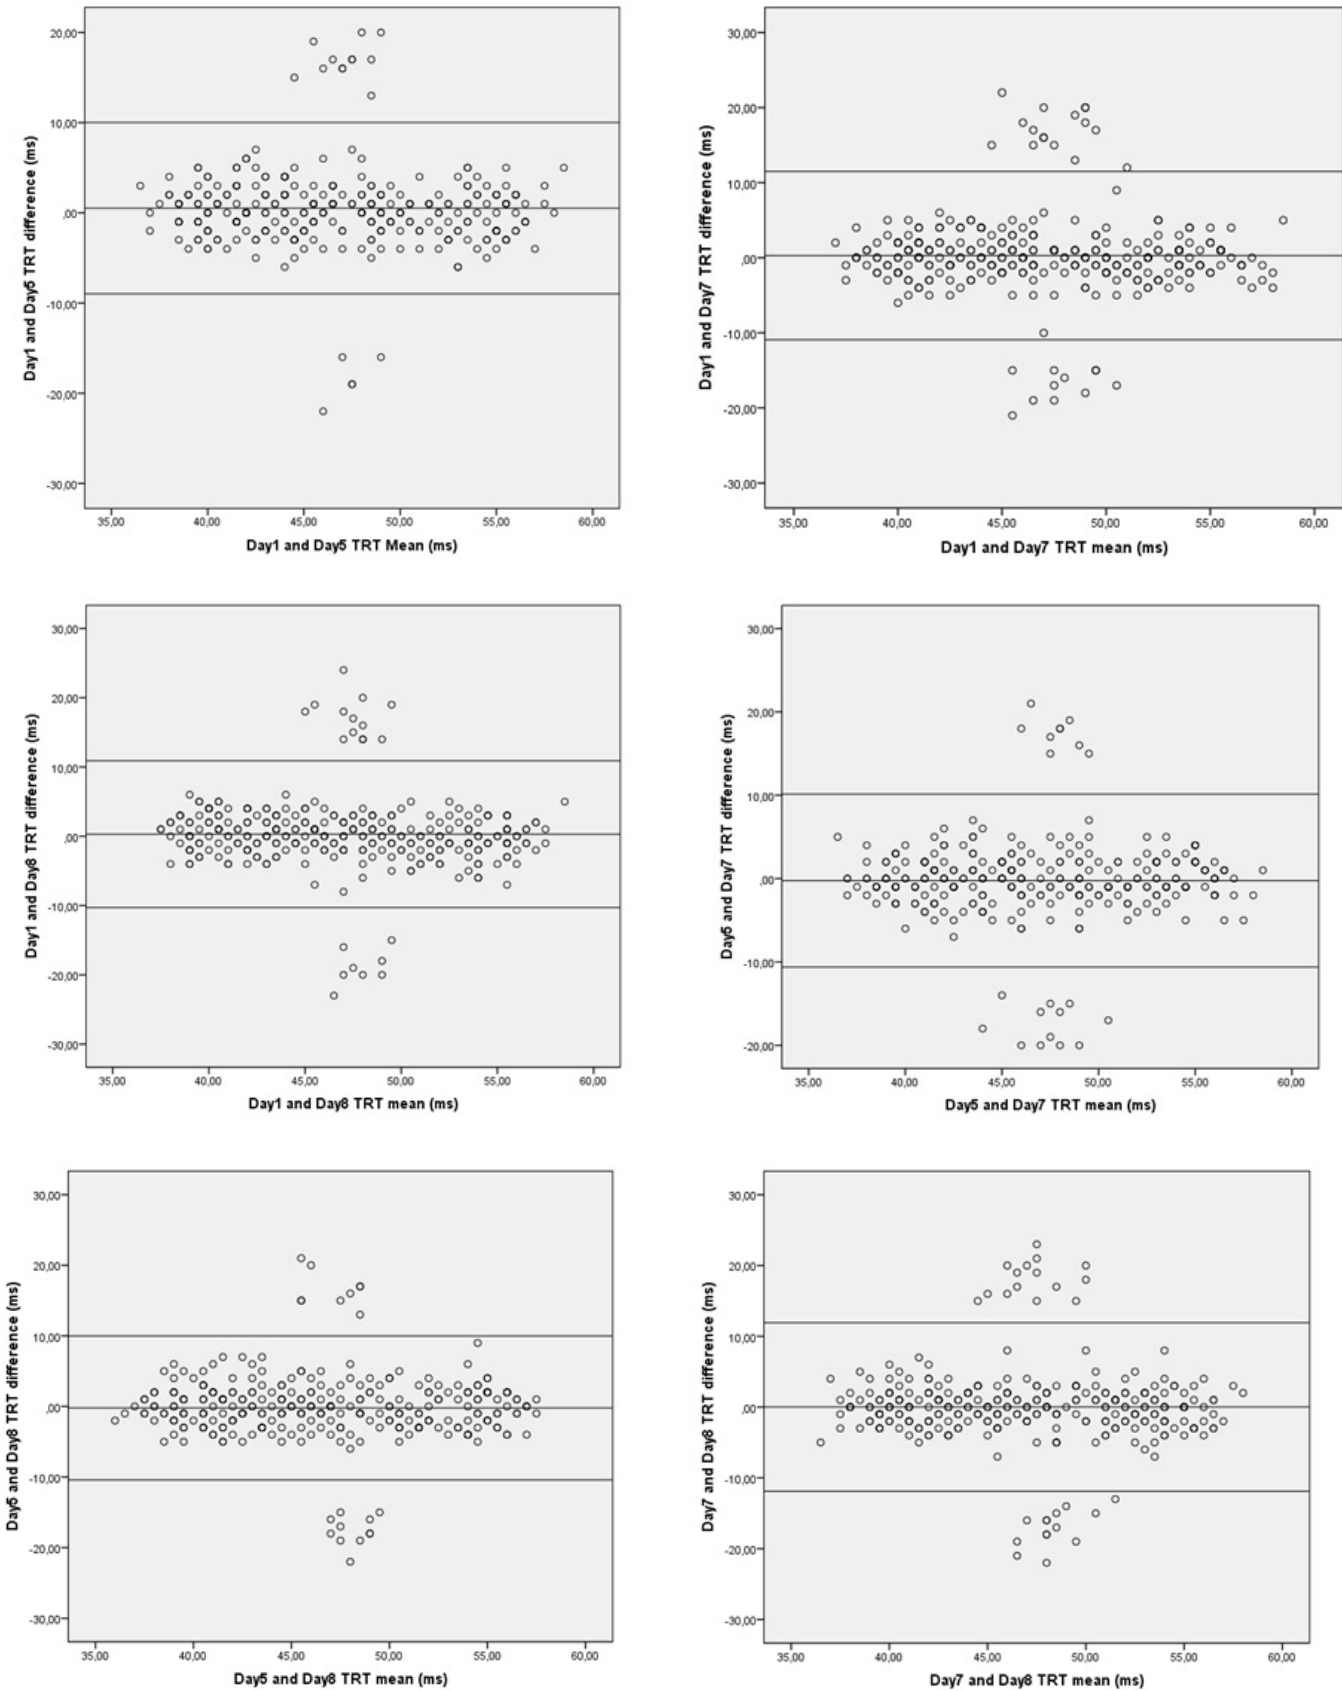 Day1 and Day5 TRT difference (ms)
20,00
10,00
,00
-10,00
-20,00
-30,00
35,00 40,00 45,00 50,00 55,00 60,00
Day1 and Day5 TRT Mean (ms)
Day1 and Day7 TRT difference (ms)
30,00
20,00
10,00
,00
-10,00
-20,00
-30,00
35,00 40,00 45,00 50,00 55,00 60,00
Day1 and Day7 TRT mean (ms)
Day1 and Day8 TRT difference (ms)
30,00
20,00
10,00
,00
-10,00
-20,00
-30,00
35,00 40,00 45,00 50,00 55,00 60,00
Day1 and Day8 TRT mean (ms)
Day5 and Day7 TRT difference (ms)
30,00
20,00
10,00
,00
-10,00
-20,00
35,00 40,00 45,00 50,00 55,00 60,00
Day5 and Day7 TRT mean (ms)
Day5 and Day8 TRT difference (ms)
30,00
20,00
10,00
,00
-10,00
-20,00
-30,00
35,00 40,00 45,00 50,00 55,00 60,00
Day5 and Day8 TRT mean (ms)
Day7 and Day8 TRT difference (ms)
30,00
20,00
10,00
,00
-10,00
-20,00
-30,00
35,00 40,00 45,00 50,00 55,00 60,00
Day7 and Day8 TRT mean (ms)